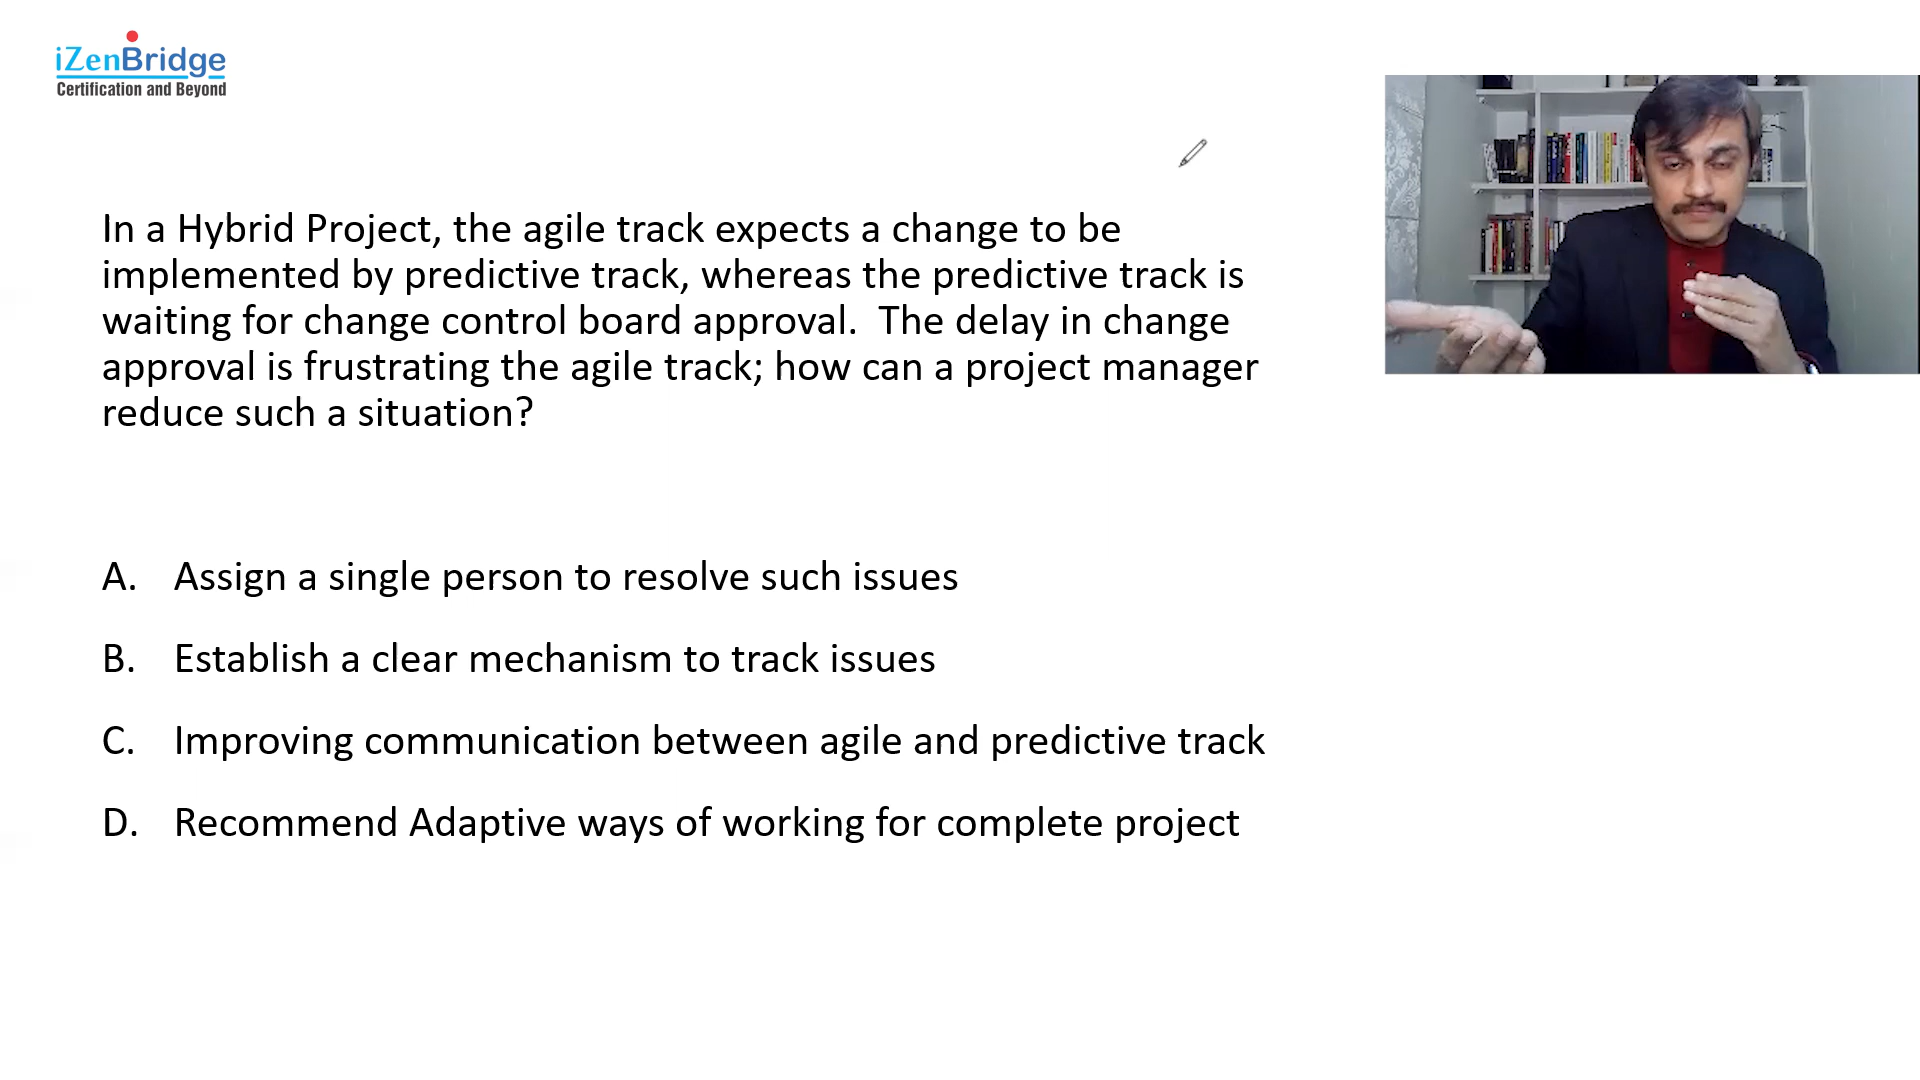 iZenBridge
Certification and Beyond
In a Hybrid Project, the agile track expects a change to be
implemented by predictive track, whereas the predictive track is
waiting for change control board approval.  The delay in change
approval is frustrating the agile track; how can a project manager
reduce such a situation?
A. Assign a single person to resolve such issues
B. Establish a clear mechanism to track issues
C. Improving communication between agile and predictive track
D. Recommend Adaptive ways of working for complete project